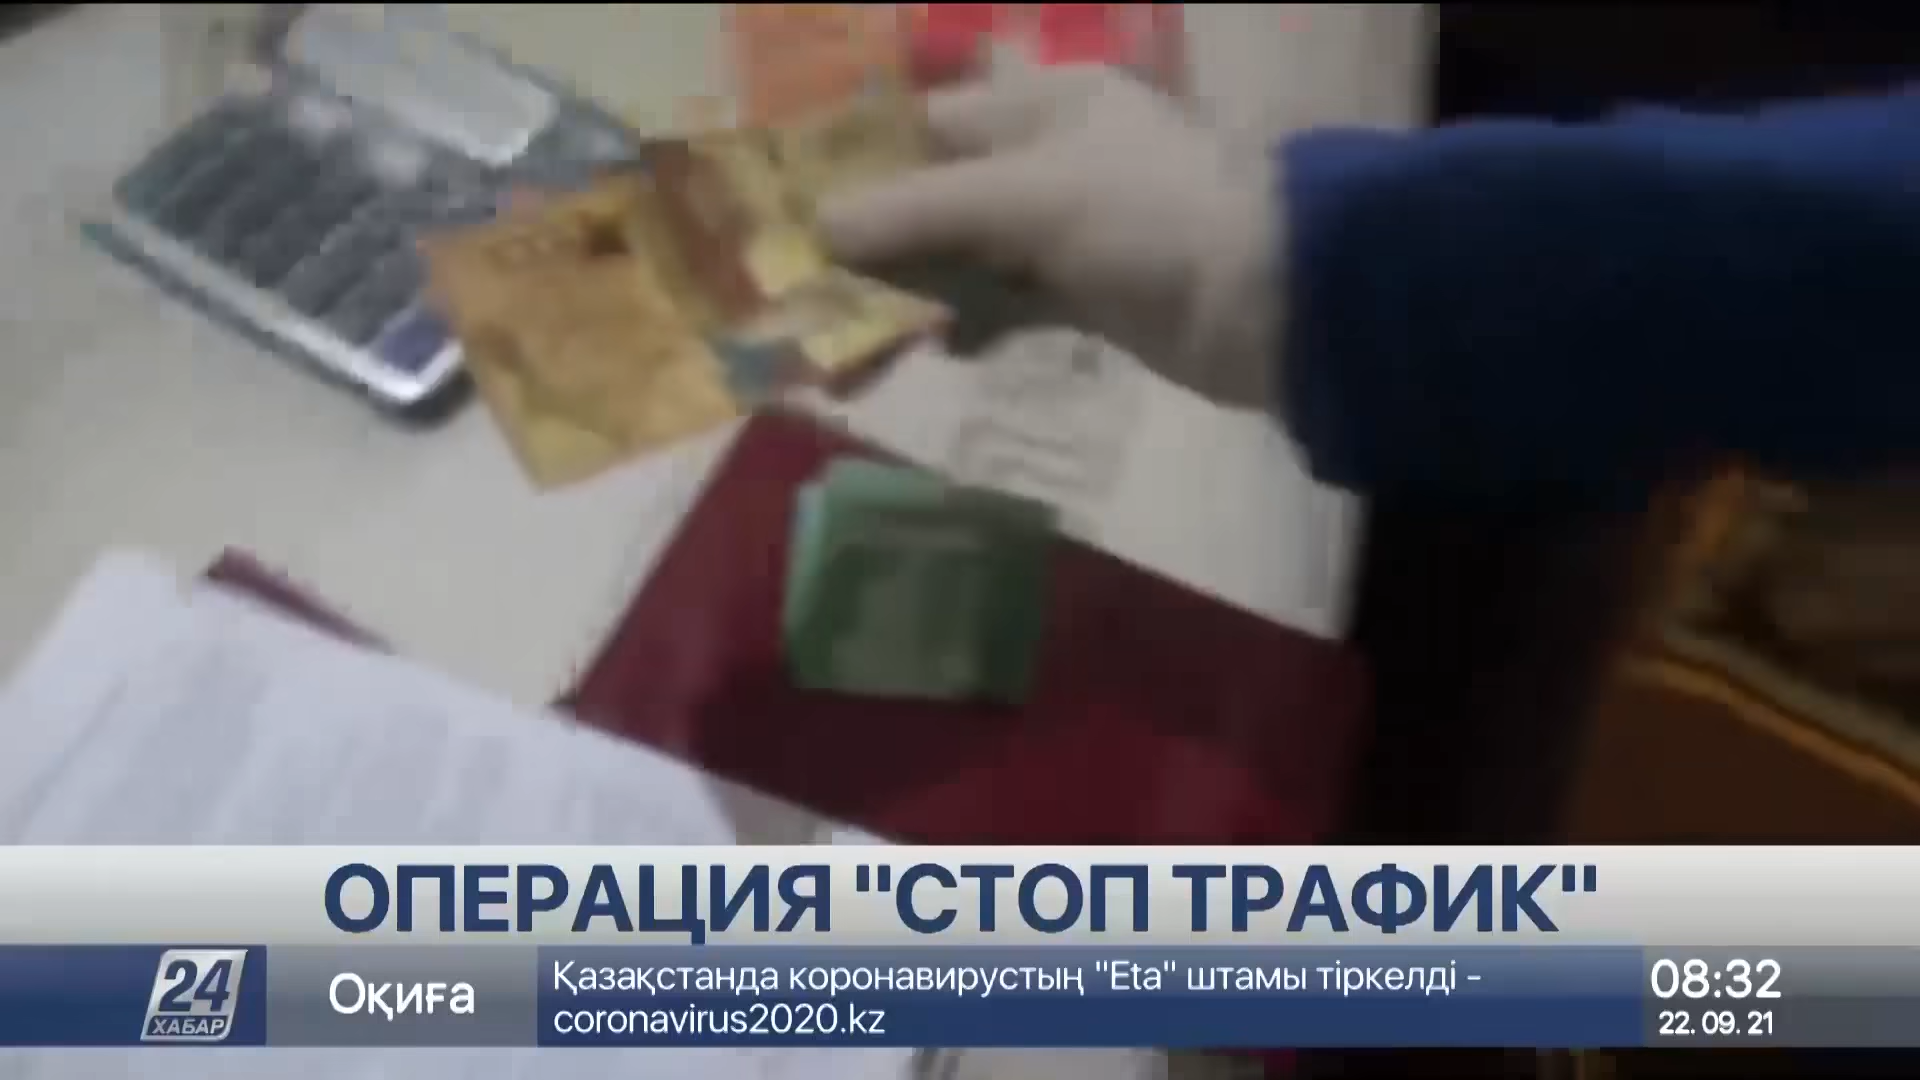 ОПЕРАЦИЯ "СТОП ТРАФИК"
24
ХАБАР
Оқиға
Қазақстанда коронавирустың "Eta" штамы тіркелді -
coronavirus2020.kz
08:32
22. 09. 21